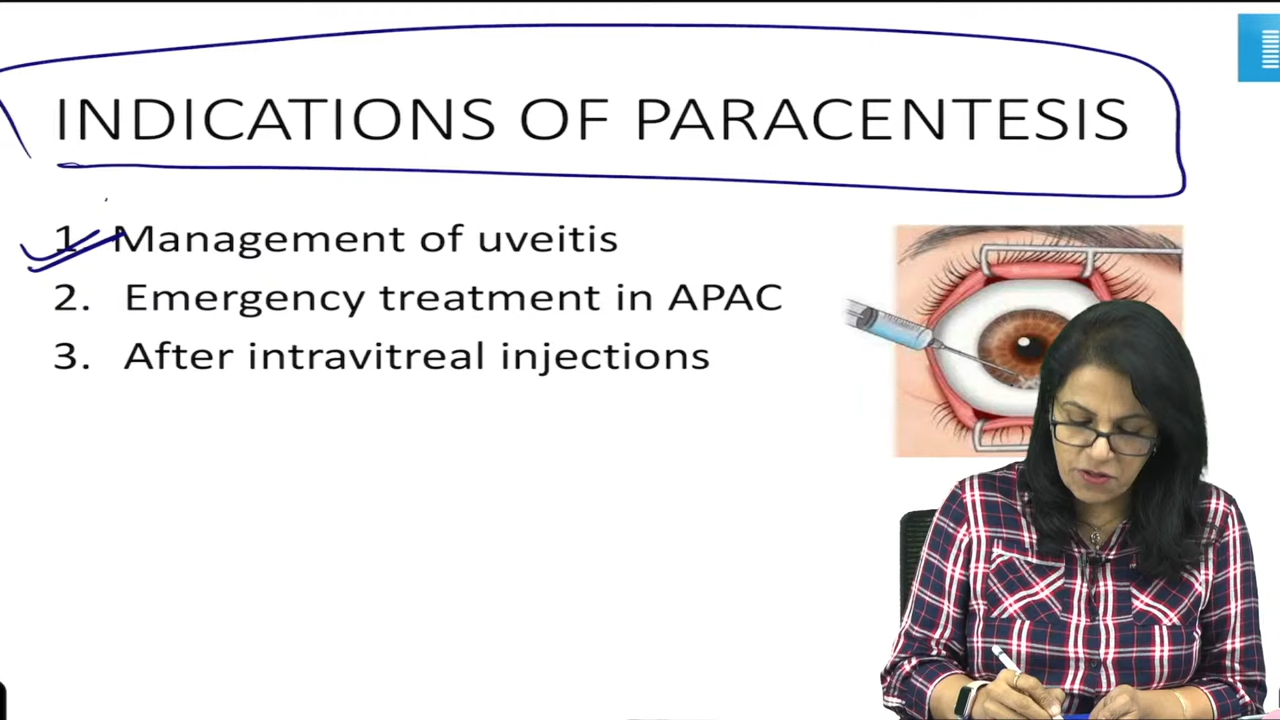 INDICATIONS OF PARACENTESIS
1. Management of uveitis
2. Emergency treatment in APAC
3. After intravitreal injections